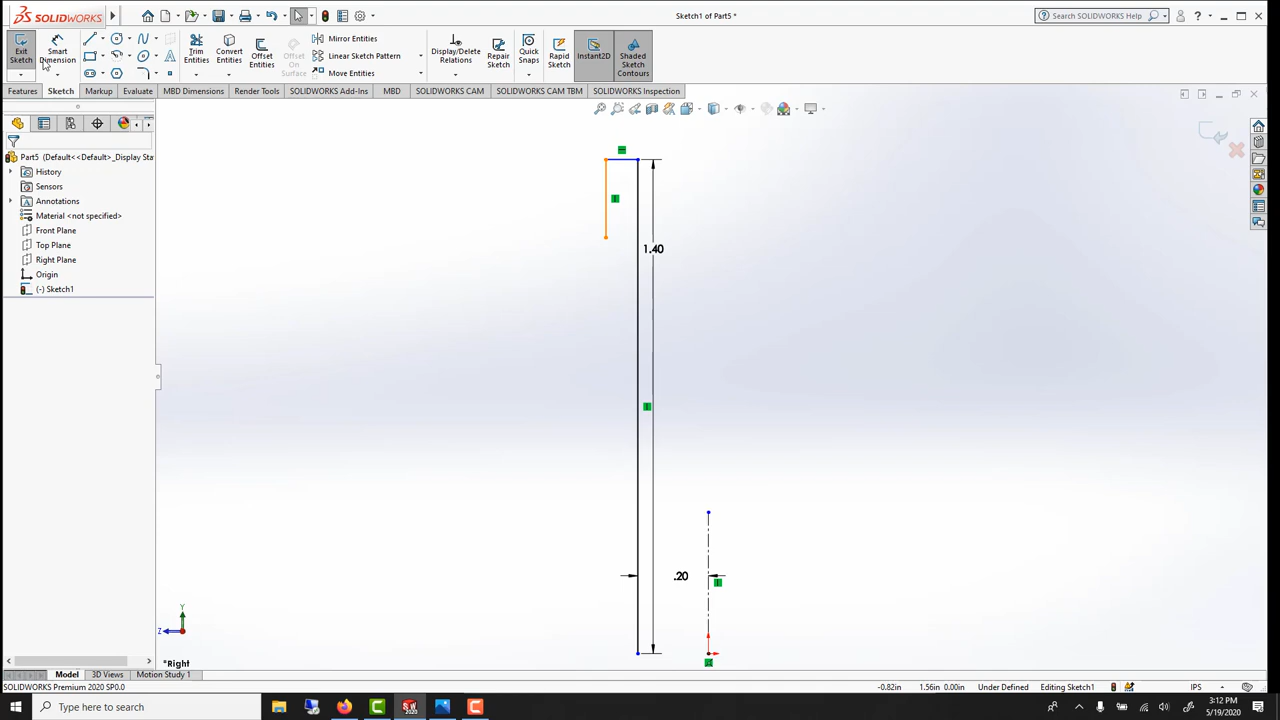 SOLIDWORKS
Sketch1 of Part5 *
Search SOLIDWORKS Help
Exit Sketch
Smart Dimension
Trim Entities
Convert Entities
Offset Entities
Offset On Surface
Mirror Entities
Linear Sketch Pattern
Move Entities
Display/Delete Relations
Repair Sketch
Quick Snaps
Rapid Sketch
Instant2D
Shaded Sketch Contours
Features
Sketch
Markup
Evaluate
MBD Dimensions
Render Tools
SOLIDWORKS Add-Ins
MBD
SOLIDWORKS CAM
SOLIDWORKS CAM TBM
SOLIDWORKS Inspection
Part5 (Default<<Default>_Display Sta
History
Sensors
Annotations
Material <not specified>
Front Plane
Top Plane
Right Plane
Origin
(-) Sketch1
1.40
.20
Y
Z
*Right
Model
3D Views
Motion Study 1
SOLIDWORKS Premium 2020 SP0.0
-0.82in
1.56in
0.00in
Under Defined
Editing Sketch1
IPS
Type here to search
3:12 PM
5/19/2020